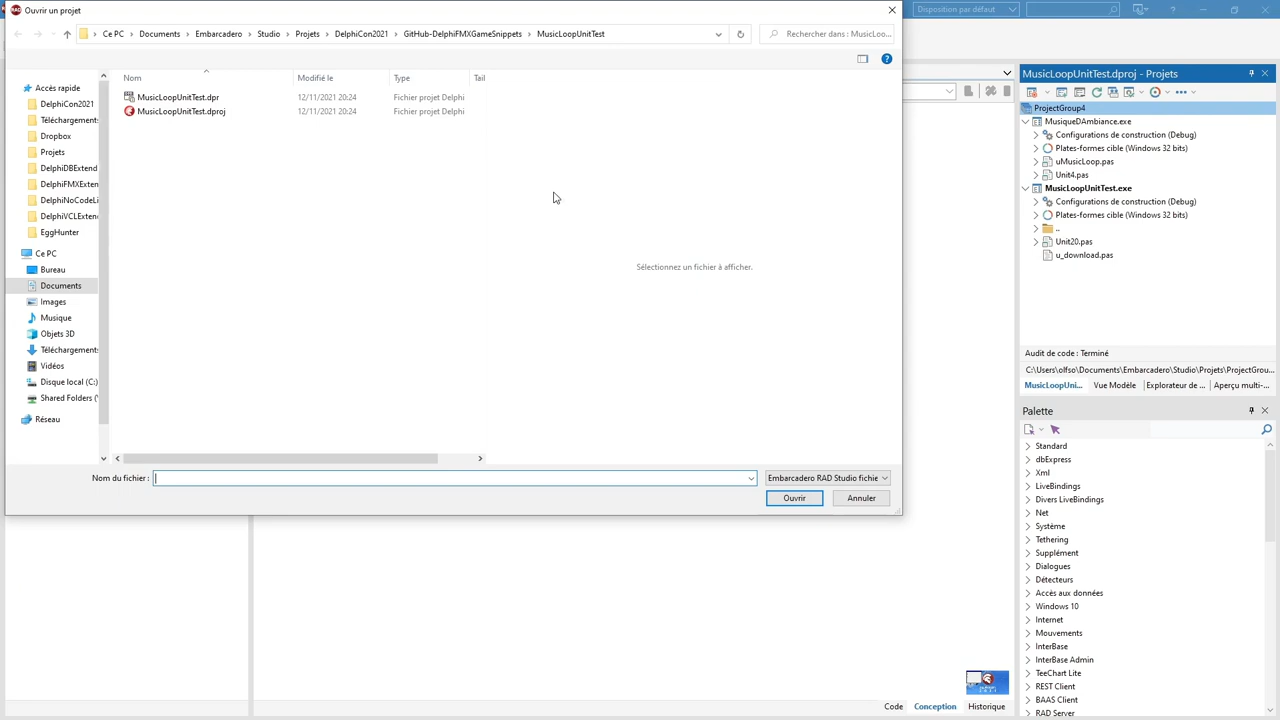 Ouvrir un projet
Disposition par défaut
Ce PC
Documents
Embarcadero
Studio
Projets
DelphiCon2021
GitHub-DelphiFMXGameSnippets
MusicLoopUnitTest
Rechercher dans : MusicLoo...
Nom
Modifié le
Type
Tail
MusicLoopUnitTest.dpr
12/11/2021 20:24
Fichier projet Delphi
MusicLoopUnitTest.dproj
12/11/2021 20:24
Fichier projet Delphi
Sélectionnez un fichier à afficher.
Accès rapide
DelphiCon2021
Téléchargement:
Dropbox
Projets
DelphiDBExtend
DelphiFMXExten
DelphiNoCodeLi
DelphiVCLExten
EggHunter
Ce PC
Bureau
Documents
Images
Musique
Objets 3D
Téléchargement:
Vidéos
Disque local (C:)
Shared Folders (
Réseau
Nom du fichier :
Embarcadero RAD Studio fichie
Ouvrir
Annuler
MusicLoopUnitTest.dproj - Projets
ProjectGroup4
MusiqueDAmbiance.exe
Configurations de construction (Debug)
Plates-formes cible (Windows 32 bits)
uMusicLoop.pas
Unit4.pas
MusicLoopUnitTest.exe
Configurations de construction (Debug)
Plates-formes cible (Windows 32 bits)
..
Unit20.pas
u_download.pas
Audit de code : Terminé
C:\Users\olfso\Documents\Embarcadero\Studio\Projets\ProjectGrou...
MusicLoopUni...
Vue Modèle
Explorateur de ...
Aperçu multi-...
Palette
Standard
dbExpress
Xml
LiveBindings
Divers LiveBindings
Net
Système
Tethering
Supplément
Dialogues
Détecteurs
Accès aux données
Windows 10
Internet
Mouvements
InterBase
InterBase Admin
TeeChart Lite
REST Client
BAAS Client
RAD Server
Code
Conception
Historique